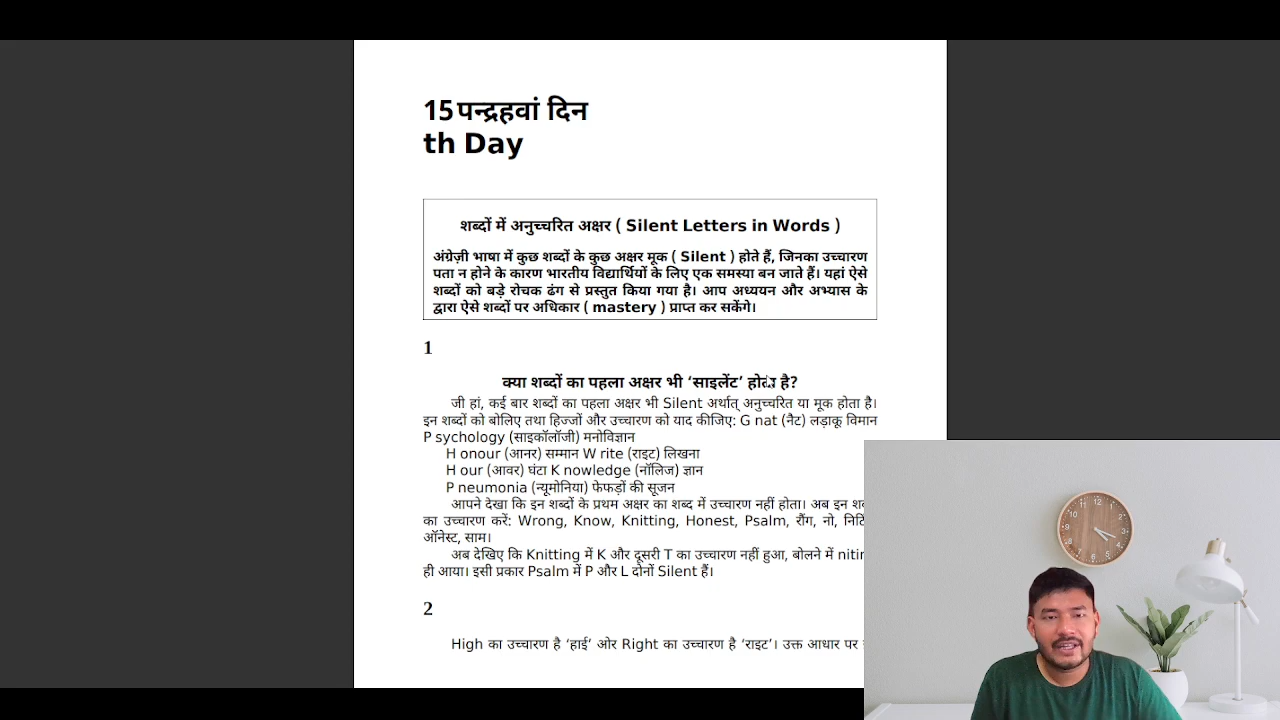 15 पन्द्रहवां दिन
th Day
शब्दों में अनुच्चरित अक्षर ( Silent Letters in Words )
अंग्रेज़ी भाषा में कुछ शब्दों के कुछ अक्षर मूक ( Silent ) होते हैं, जिनका उच्चारण
पता न होने के कारण भारतीय विद्यार्थियों के लिए एक समस्या बन जाते हैं। यहां ऐसे
शब्दों को बड़े रोचक ढंग से प्रस्तुत किया गया है। आप अध्ययन और अभ्यास के
द्वारा ऐसे शब्दों पर अधिकार ( mastery ) प्राप्त कर सकेंगे।
1
क्या शब्दों का पहला अक्षर भी ‘साइलेंट’ होता है?
जी हां, कई बार शब्दों का पहला अक्षर भी Silent अर्थात् अनुच्चरित या मूक होता है।
इन शब्दों को बोलिए तथा हिज्जों और उच्चारण को याद कीजिए: G nat (नैट) लड़ाकू विमान
P sychology (साइकॉलॉजी) मनोविज्ञान
H onour (आनर) सम्मान W rite (राइट) लिखना
H our (आवर) घंटा K nowledge (नॉलिज) ज्ञान
P neumonia (न्यूमोनिया) फेफड़ों की सूजन
आपने देखा कि इन शब्दों के प्रथम अक्षर का शब्द में उच्चारण नहीं होता। अब इन
का उच्चारण करें: Wrong, Know, Knitting, Honest, Psalm, रौंग, नो,
ऑनेस्ट, साम।
अब देखिए कि Knitting में K और दूसरी T का उच्चारण नहीं हुआ, बोलने में
ही आया। इसी प्रकार Psalm में P और L दोनों Silent हैं।
2
High का उच्चारण है ‘हाई‘ ओर Right का उच्चारण है ‘राइट’। उक्त आधार पर